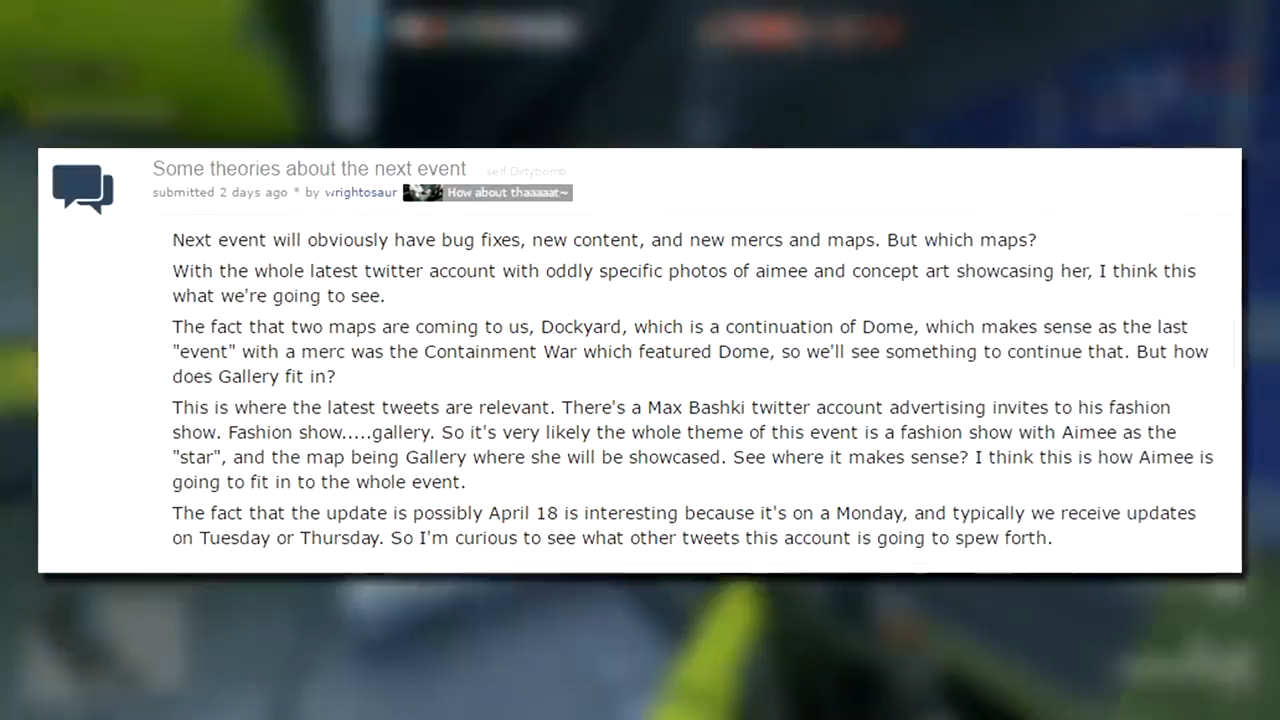 Some theories about the next event self.Dirtybomb
submitted 2 days ago * by wrightosaur How about thaaaaat~
Next event will obviously have bug fixes, new content, and new mercs and maps. But which maps?
With the whole latest twitter account with oddly specific photos of aimee and concept art showcasing her, I think this
what we're going to see.
The fact that two maps are coming to us, Dockyard, which is a continuation of Dome, which makes sense as the last
"event" with a merc was the Containment War which featured Dome, so we'll see something to continue that. But how
does Gallery fit in?
This is where the latest tweets are relevant. There's a Max Bashki twitter account advertising invites to his fashion
show. Fashion show.....gallery. So it's very likely the whole theme of this event is a fashion show with Aimee as the
"star", and the map being Gallery where she will be showcased. See where it makes sense? I think this is how Aimee is
going to fit in to the whole event.
The fact that the update is possibly April 18 is interesting because it's on a Monday, and typically we receive updates
on Tuesday or Thursday. So I'm curious to see what other tweets this account is going to spew forth.